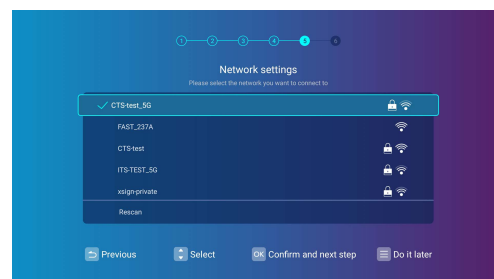 1 2 3 4 5 6
Network settings
Please select the network you want to connect to
CTS-test_5G
FAST_237A
CTS-test
ITS-TEST_5G
xsign-private
Rescan
Previous Select OK Confirm and next step Do it later